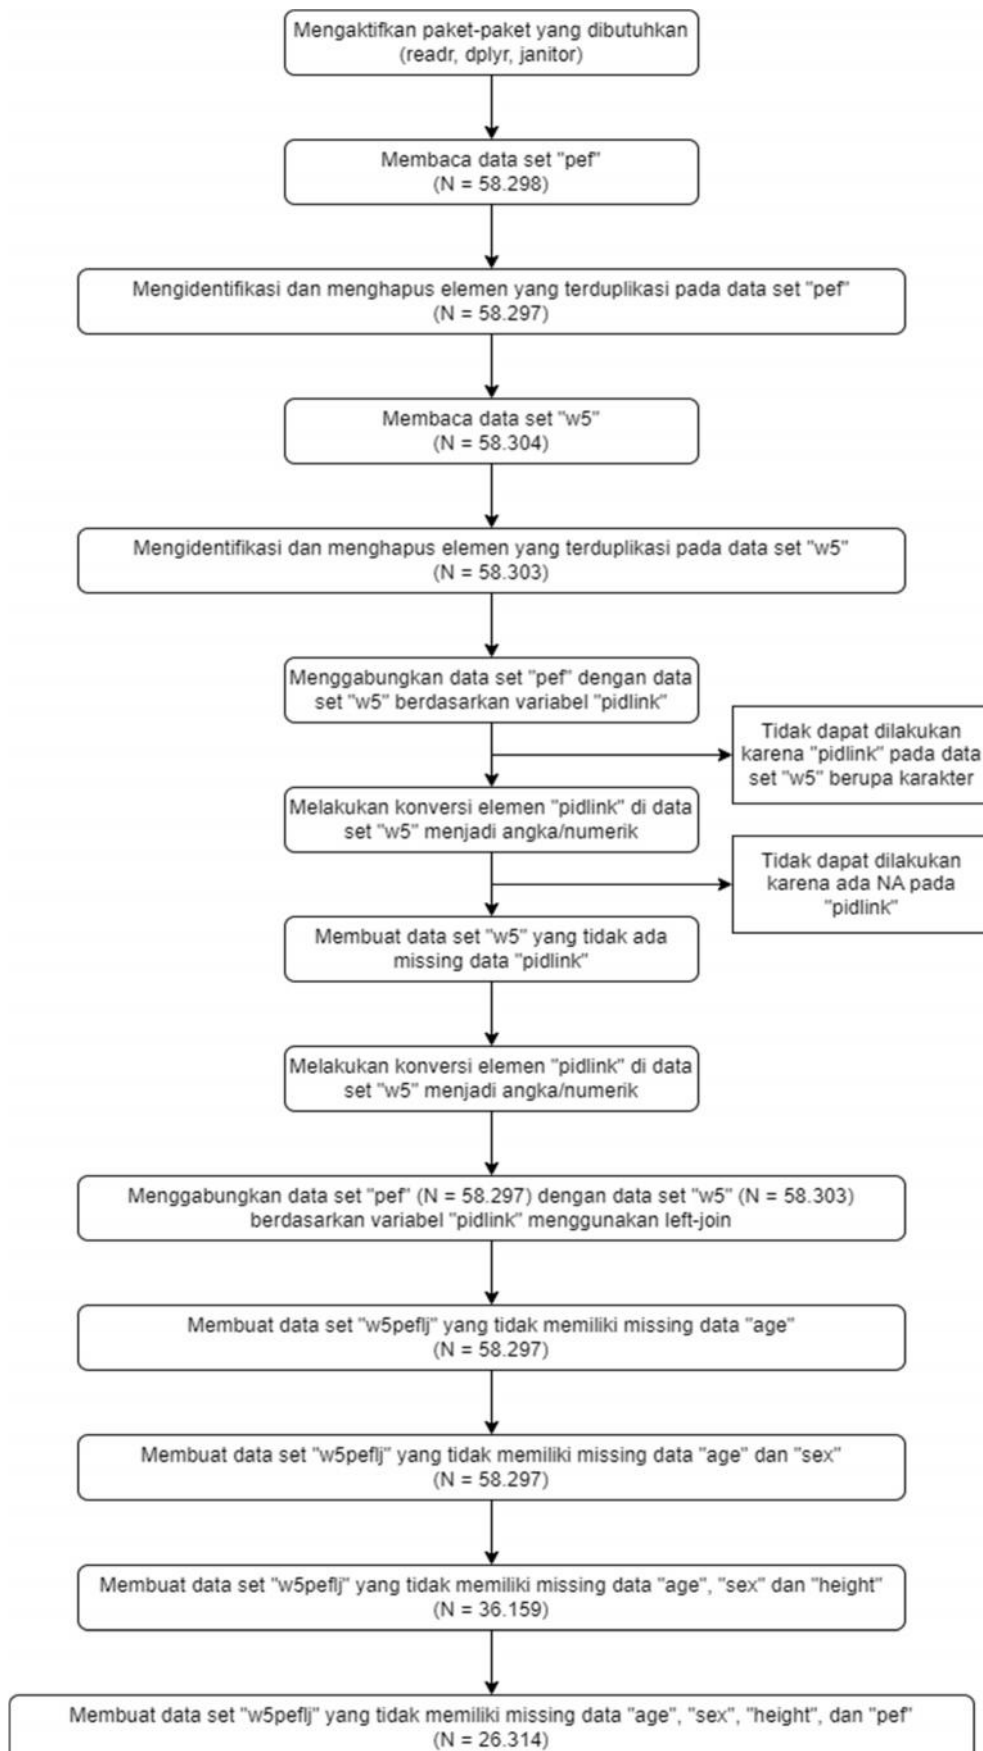 Mengaktifkan paket-paket yang dibutuhkan
(readr, dplyr, janitor)
Membaca data set "pef"
(N = 58.298)
Mengidentifikasi dan menghapus elemen yang terduplikasi pada data set "pef"
(N = 58.297)
Membaca data set "w5"
(N = 58.304)
Mengidentifikasi dan menghapus elemen yang terduplikasi pada data set "w5"
(N = 58.303)
Menggabungkan data set "pef" dengan data
set "w5" berdasarkan variabel "pidlink"
Tidak dapat dilakukan
karena "pidlink" pada data
set "w5" berupa karakter
Melakukan konversi elemen "pidlink" di data
set "w5" menjadi angka/numerik
Tidak dapat dilakukan
karena ada NA pada
"pidlink"
Membuat data set "w5" yang tidak ada
missing data "pidlink"
Melakukan konversi elemen "pidlink" di data
set "w5" menjadi angka/numerik
Menggabungkan data set "pef" (N = 58.297) dengan data set "w5" (N = 58.303)
berdasarkan variabel "pidlink" menggunakan left-join
Membuat data set "w5peflj" yang tidak memiliki missing data "age"
(N = 58.297)
Membuat data set "w5peflj" yang tidak memiliki missing data "age" dan "sex"
(N = 58.297)
Membuat data set "w5peflj" yang tidak memiliki missing data "age", "sex" dan "height"
(N = 36.159)
Membuat data set "w5peflj" yang tidak memiliki missing data "age", "sex", "height", dan "pef"
(N = 26.314)